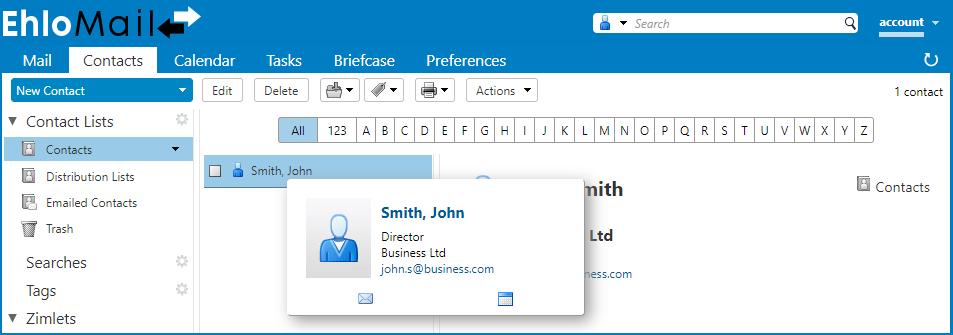 EhloMail
Search
account
Mail Contacts Calendar Tasks Briefcase Preferences
New Contact Edit Delete Actions 1 contact
Contact Lists
All 123 A B C D E F G H I J K L M N O P Q R S T U V W X Y Z
Contacts
Smith, John
Distribution Lists
Emailed Contacts
Trash
Searches
Tags
Zimlets
mith
Contacts
Ltd
ess.com
Smith, John
Director
Business Ltd
john.s@business.com